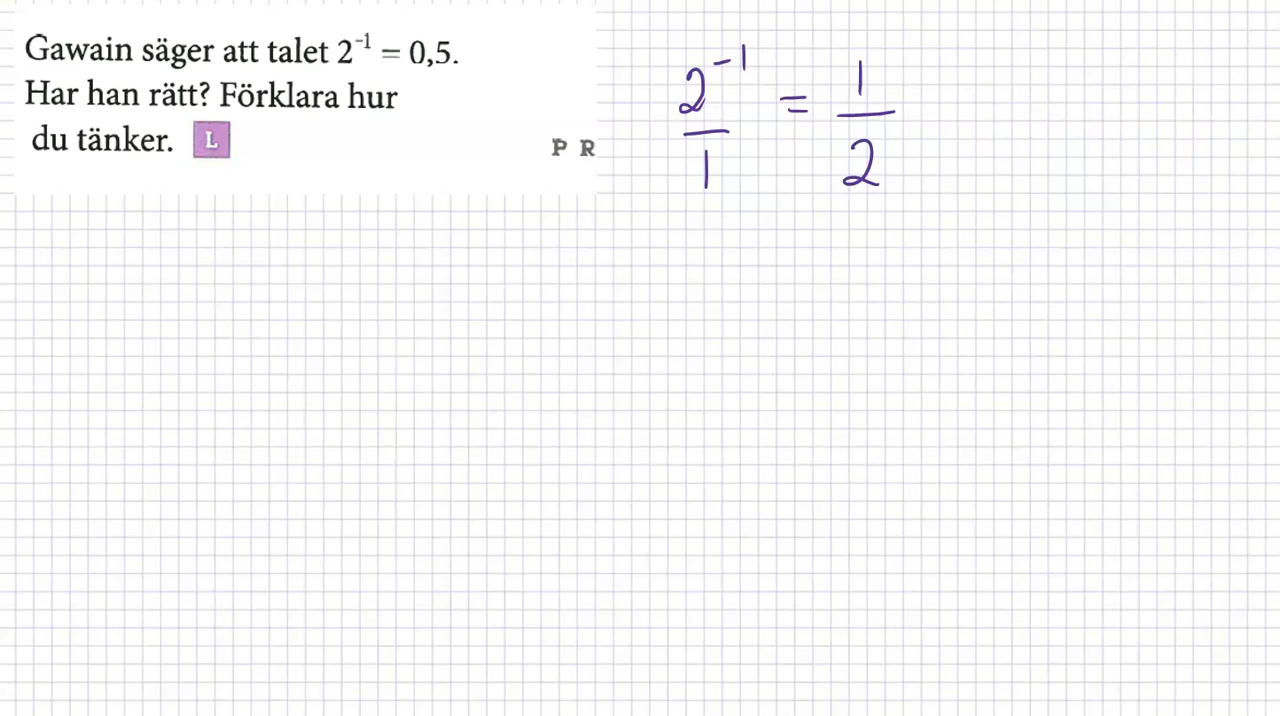 Gawain säger att talet 2⁻¹ = 0,5.
Har han rätt? Förklara hur
du tänker. L
P R
2⁻¹/1 = 1/2